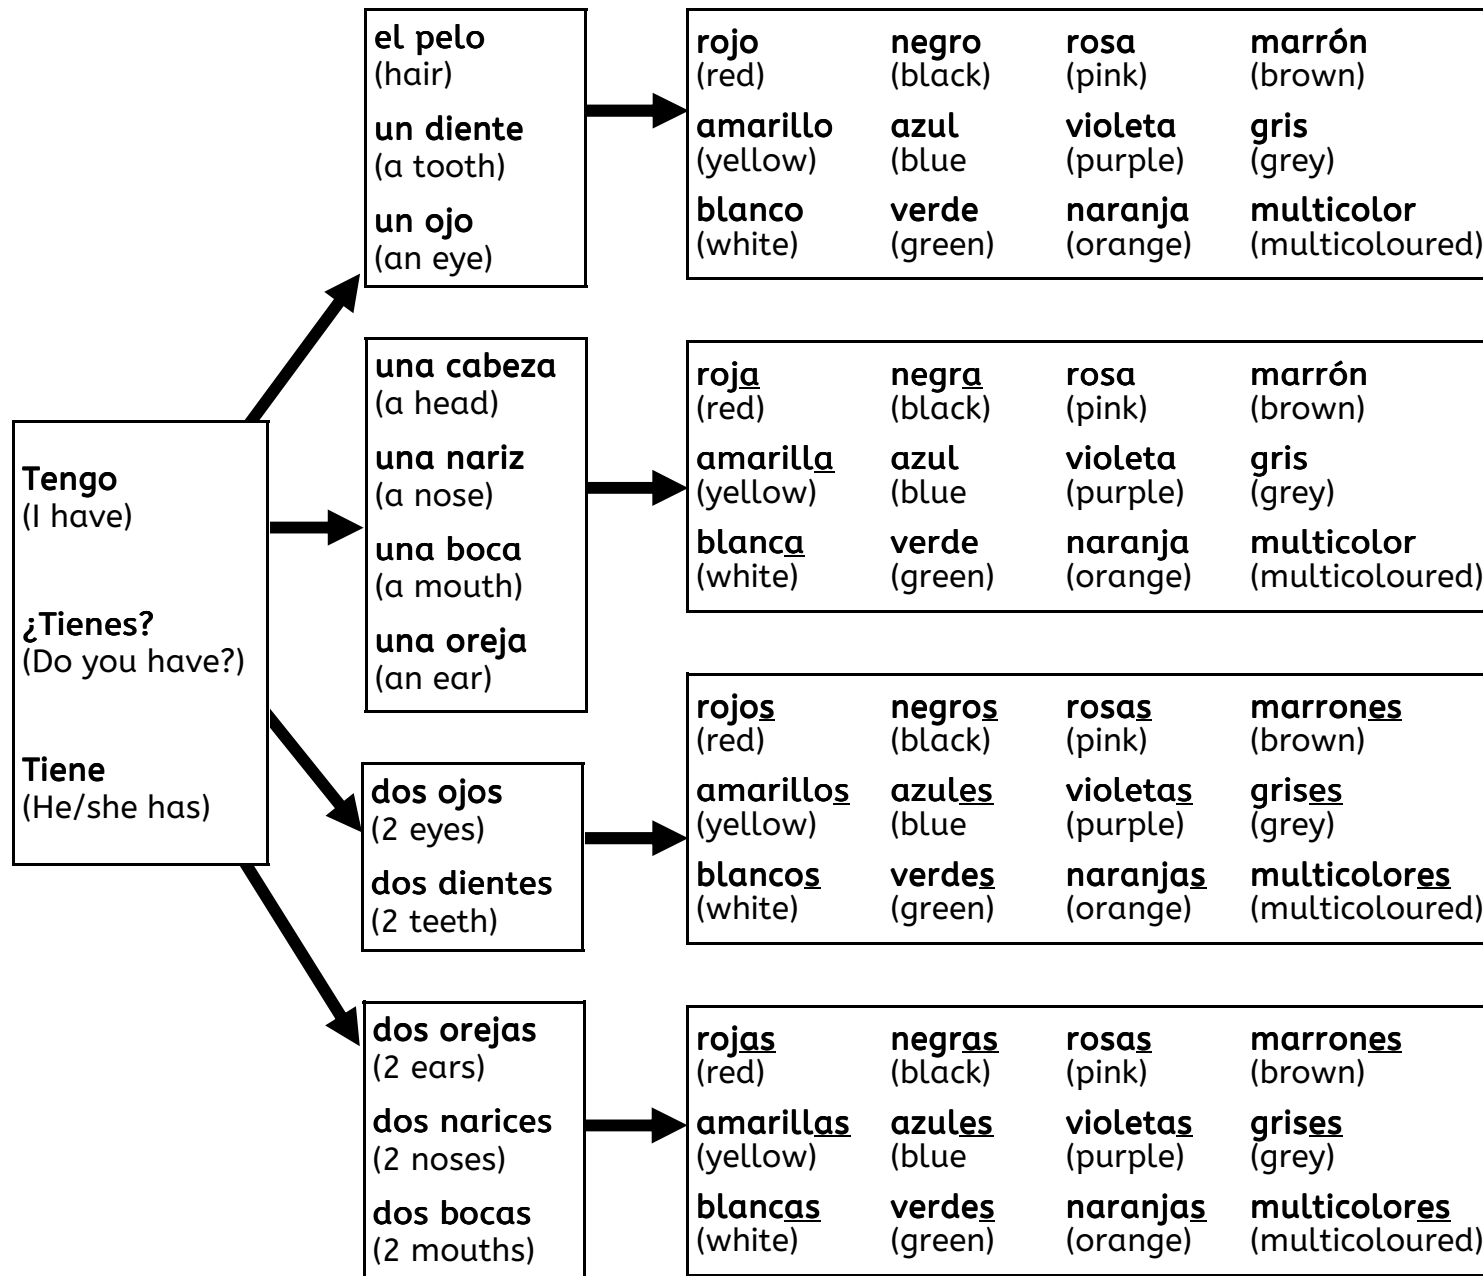 Tengo
(I have)
¿Tienes?
(Do you have?)
Tiene
(He/she has)
el pelo
(hair)
un diente
(a tooth)
un ojo
(an eye)
rojo negro rosa marrón
(red) (black) (pink) (brown)
amarillo azul violeta gris
(yellow) (blue (purple) (grey)
blanco verde naranja multicolor
(white) (green) (orange) (multicoloured)
una cabeza
(a head)
una nariz
(a nose)
una boca
(a mouth)
una oreja
(an ear)
roja negra rosa marrón
(red) (black) (pink) (brown)
amarilla azul violeta gris
(yellow) (blue (purple) (grey)
blanca verde naranja multicolor
(white) (green) (orange) (multicoloured)
dos ojos
(2 eyes)
dos dientes
(2 teeth)
rojos negros rosas marrones
(red) (black) (pink) (brown)
amarillos azules violetas grises
(yellow) (blue (purple) (grey)
blancos verdes naranjas multicolores
(white) (green) (orange) (multicoloured)
dos orejas
(2 ears)
dos narices
(2 noses)
dos bocas
(2 mouths)
rojas negras rosas marrones
(red) (black) (pink) (brown)
amarillas azules violetas grises
(yellow) (blue (purple) (grey)
blancas verdes naranjas multicolores
(white) (green) (orange) (multicoloured)